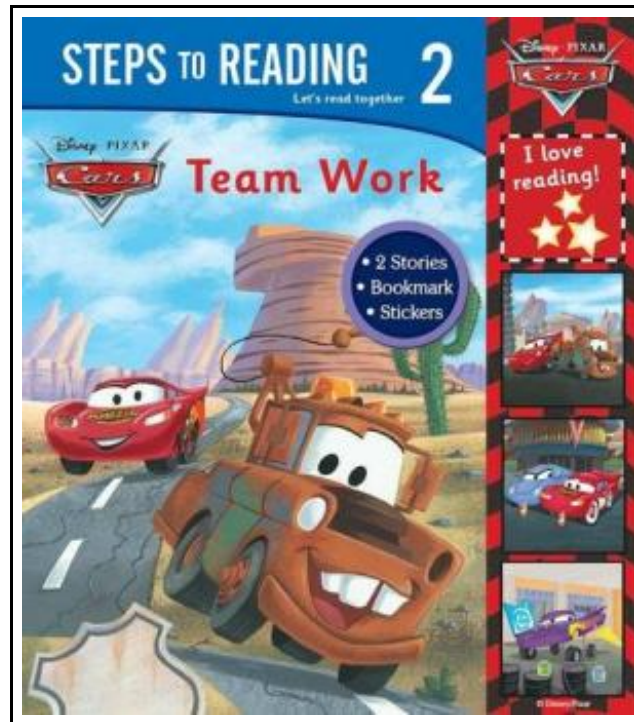 STEPS TO READING 2
Let's read together
Disney PIXAR
Cars
Team Work
• 2 Stories
• Bookmark
• Stickers
Disney PIXAR
Cars
I love
reading!
© Disney/Pixar